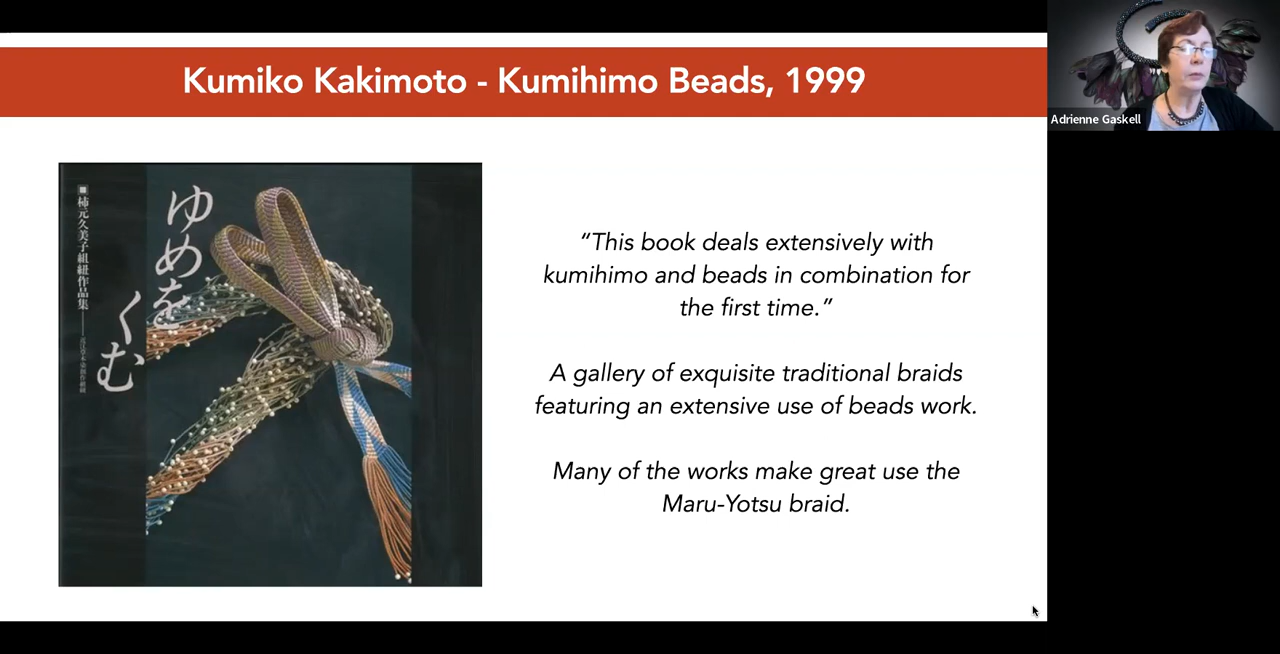 Kumiko Kakimoto - Kumihimo Beads, 1999
Adrienne Gaskell
ゆめを
くむ
■柿元久美子組紐作品集
“This book deals extensively with
kumihimo and beads in combination for
the first time.”
A gallery of exquisite traditional braids
featuring an extensive use of beads work.
Many of the works make great use the
Maru-Yotsu braid.